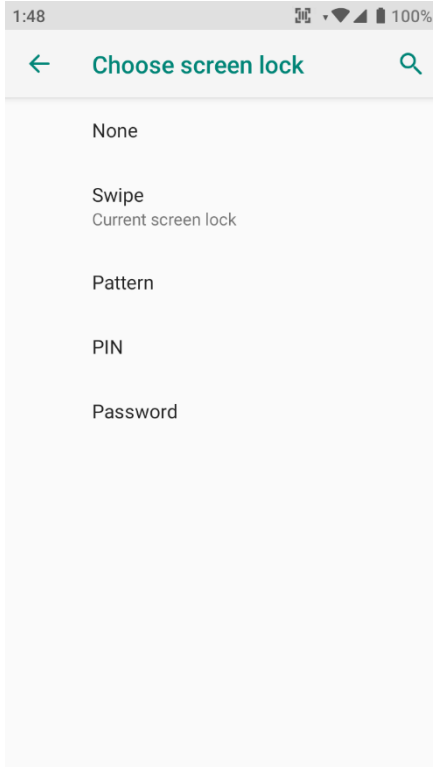 1:48
100%
Choose screen lock
None
Swipe
Current screen lock
Pattern
PIN
Password